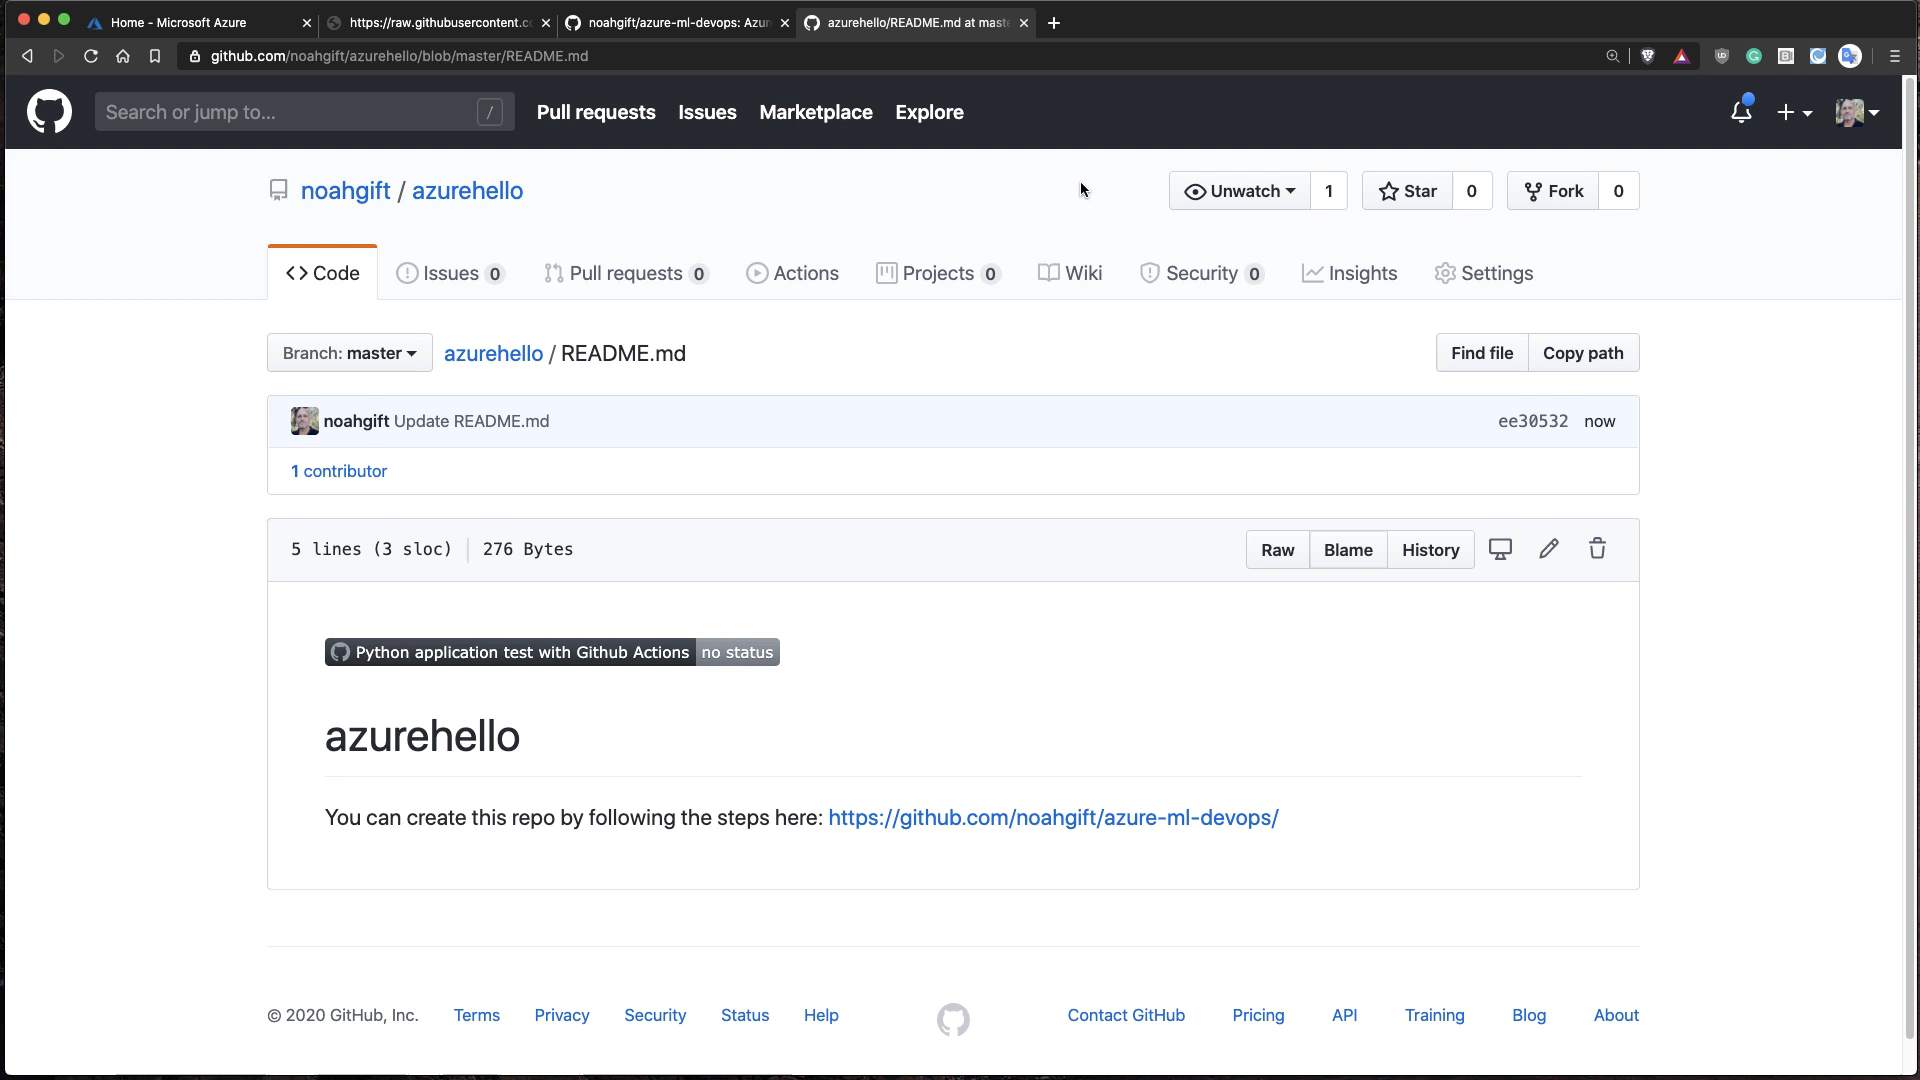 Home - Microsoft Azure
https://raw.githubusercontent.c
noahgift/azure-ml-devops: Azur
azurehello/README.md at mast
github.com/noahgift/azurehello/blob/master/README.md
Search or jump to...
/
Pull requests
Issues
Marketplace
Explore
noahgift / azurehello
Unwatch 1
Star 0
Fork 0
Code
Issues 0
Pull requests 0
Actions
Projects 0
Wiki
Security 0
Insights
Settings
Branch: master
azurehello / README.md
Find file
Copy path
noahgift Update README.md
ee30532 now
1 contributor
5 lines (3 sloc)
276 Bytes
Raw
Blame
History
Python application test with Github Actions no status
azurehello
You can create this repo by following the steps here: https://github.com/noahgift/azure-ml-devops/
© 2020 GitHub, Inc.
Terms
Privacy
Security
Status
Help
Contact GitHub
Pricing
API
Training
Blog
About